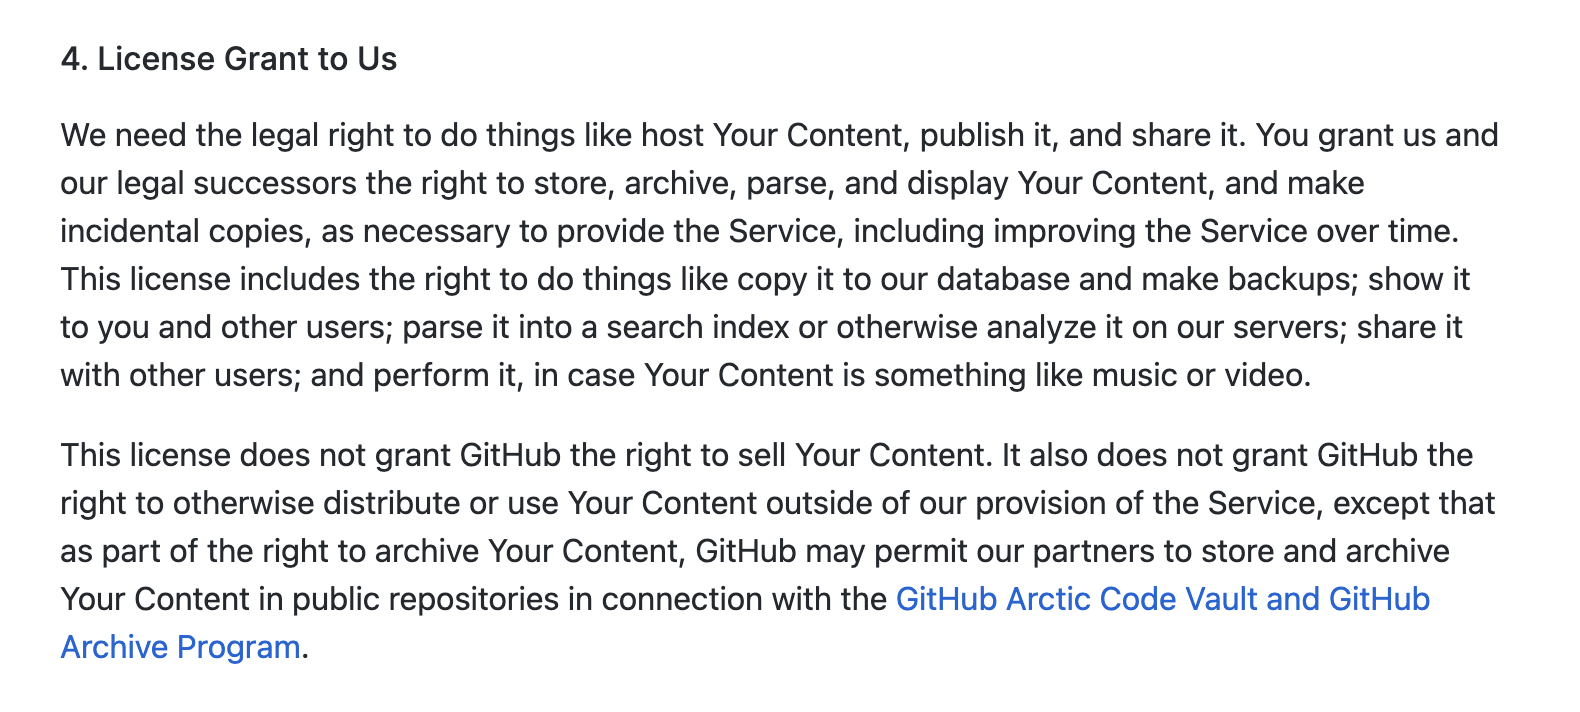 4. License Grant to Us
We need the legal right to do things like host Your Content, publish it, and share it. You grant us and
our legal successors the right to store, archive, parse, and display Your Content, and make
incidental copies, as necessary to provide the Service, including improving the Service over time.
This license includes the right to do things like copy it to our database and make backups; show it
to you and other users; parse it into a search index or otherwise analyze it on our servers; share it
with other users; and perform it, in case Your Content is something like music or video.
This license does not grant GitHub the right to sell Your Content. It also does not grant GitHub the
right to otherwise distribute or use Your Content outside of our provision of the Service, except that
as part of the right to archive Your Content, GitHub may permit our partners to store and archive
Your Content in public repositories in connection with the GitHub Arctic Code Vault and GitHub
Archive Program.